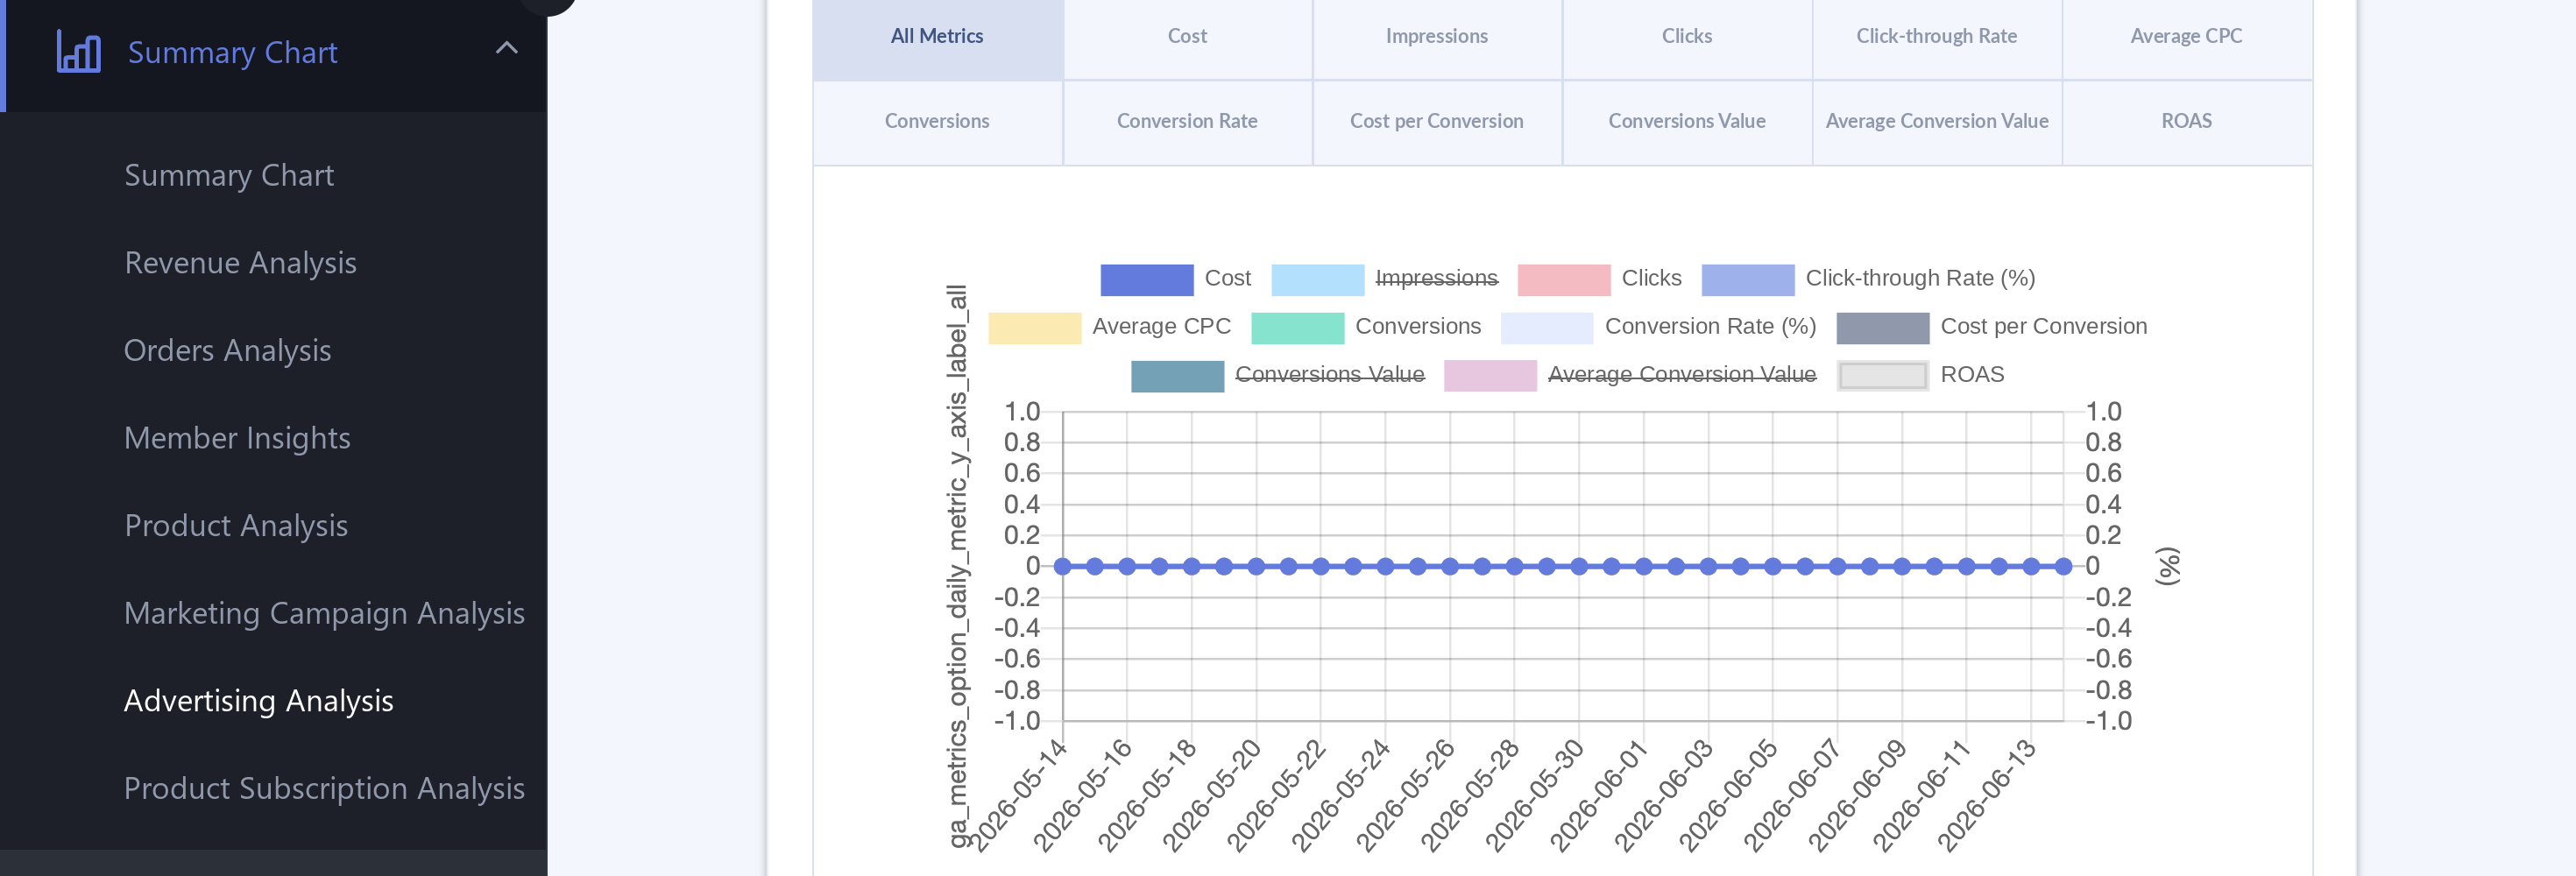 Summary Chart
Summary Chart
Revenue Analysis
Orders Analysis
Member Insights
Product Analysis
Marketing Campaign Analysis
Advertising Analysis
Product Subscription Analysis
All Metrics Cost Impressions Clicks Click-through Rate Average CPC
Conversions Conversion Rate Cost per Conversion Conversions Value Average Conversion Value ROAS
Cost Impressions Clicks Click-through Rate (%)
Average CPC Conversions Conversion Rate (%) Cost per Conversion
Conversions Value Average Conversion Value ROAS
ga_metrics_option_daily_metric_y_axis_label_all
1.0 1.0
0.8 0.8
0.6 0.6
0.4 0.4
0.2 0.2
0 0
-0.2 -0.2
-0.4 -0.4
-0.6 -0.6
-0.8 -0.8
-1.0 -1.0
(%)
2026-05-14 2026-05-16 2026-05-18 2026-05-20 2026-05-22 2026-05-24 2026-05-26 2026-05-28 2026-05-30 2026-06-01 2026-06-03 2026-06-05 2026-06-07 2026-06-09 2026-06-11 2026-06-13